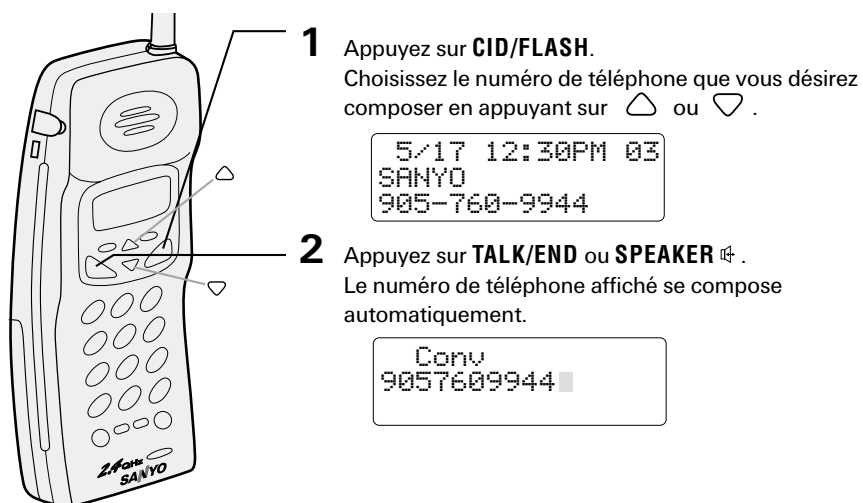 1 Appuyez sur CID/FLASH.
Choisissez le numéro de téléphone que vous désirez
composer en appuyant sur △ ou ▽ .
5/17 12:30PM 03
SANYO
905-760-9944
2 Appuyez sur TALK/END ou SPEAKER .
Le numéro de téléphone affiché se compose
automatiquement.
Conv
9057609944
2.4GHz
SANYO